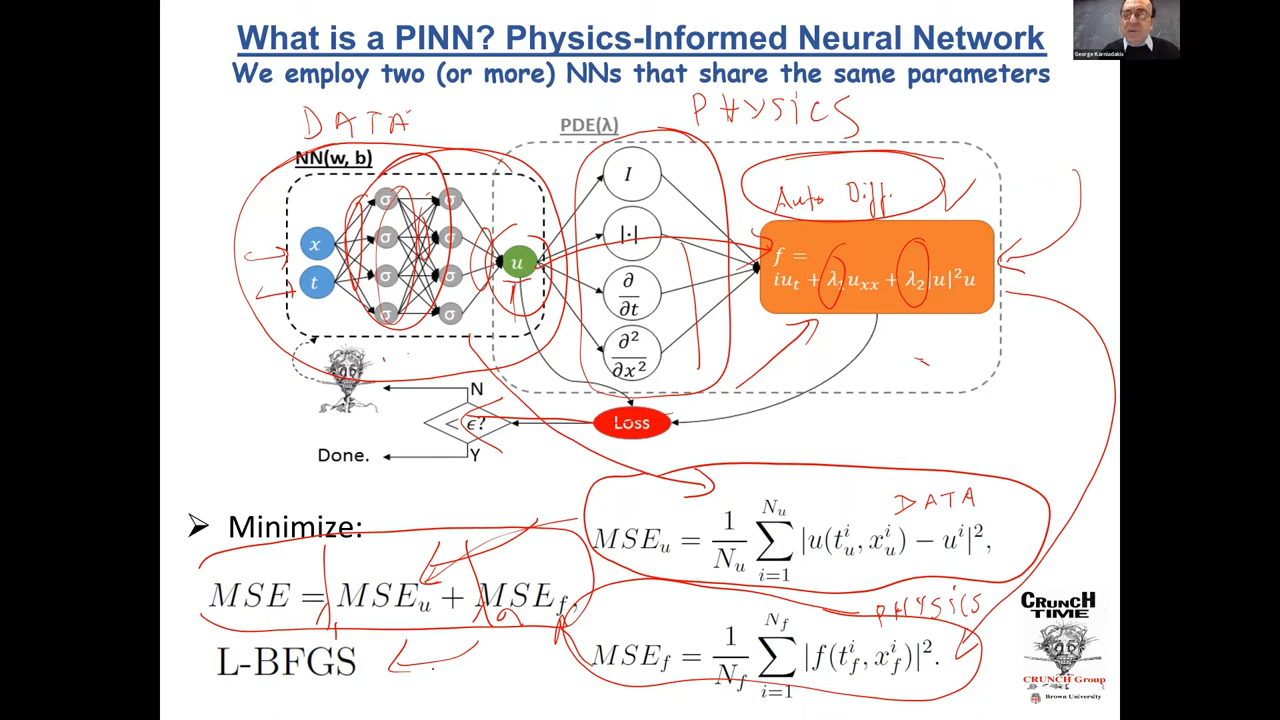 What is a PINN? Physics-Informed Neural Network
We employ two (or more) NNs that share the same parameters
George Karniadakis
DATA
PHYSICS
PDE(λ)
NN(w, b)
x
t
σ σ
σ σ
σ σ
σ σ
u
I
|·|
∂/∂t
∂²/∂x²
Auto Diff.
f =
iu_t + λ₁u_xx + λ₂|u|²u
Loss
< ϵ?
N
Y
Done.
➢ Minimize:
MSE = MSE_u + MSE_f,
λ₁ λ₂
L-BFGS
DATA
MSE_u = 1/N_u ∑_{i=1}^{N_u} |u(t_u^i, x_u^i) − u^i|²,
PHYSICS
MSE_f = 1/N_f ∑_{i=1}^{N_f} |f(t_f^i, x_f^i)|².
CRUNCH
TIME
CRUNCH Group
Brown University